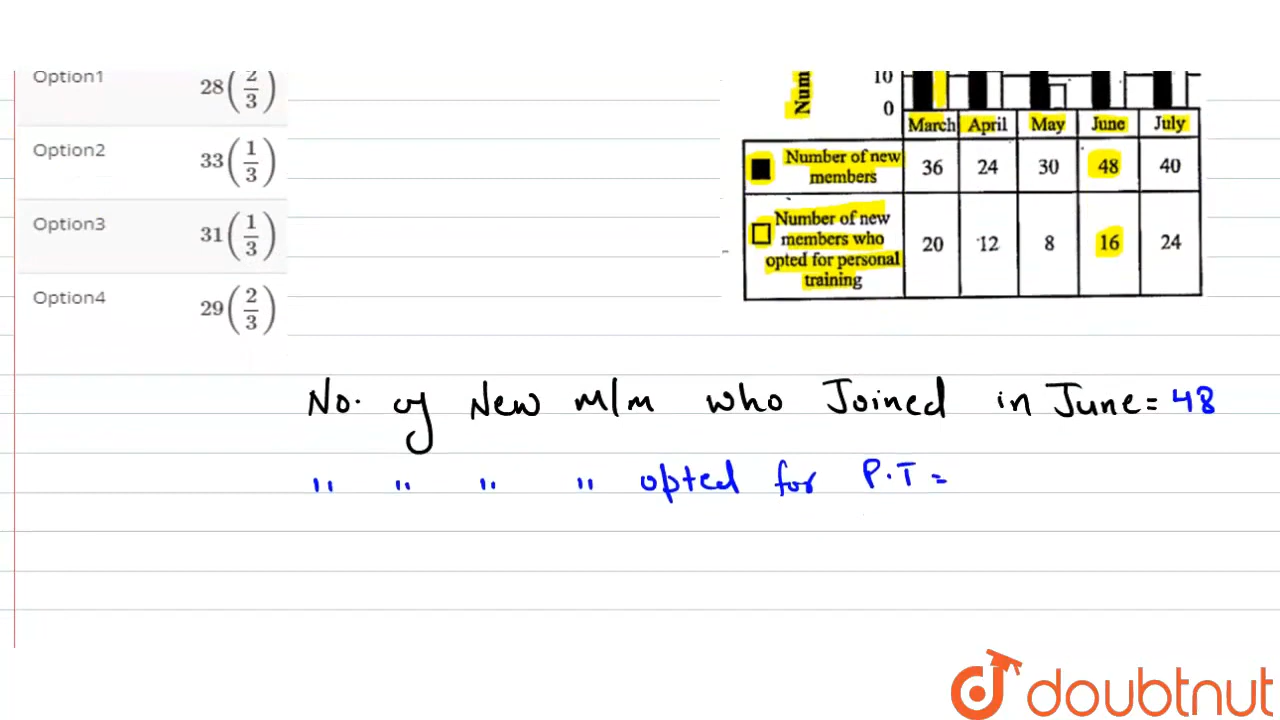 Option1 28(2/3)
Option2 33(1/3)
Option3 31(1/3)
Option4 29(2/3)
Num
10
0
March April May June July
Number of new members 36 24 30 48 40
Number of new members who opted for personal training 20 12 8 16 24
No. of New M/M who Joined in June = 48
" " " " opted for P.T =
doubtnut